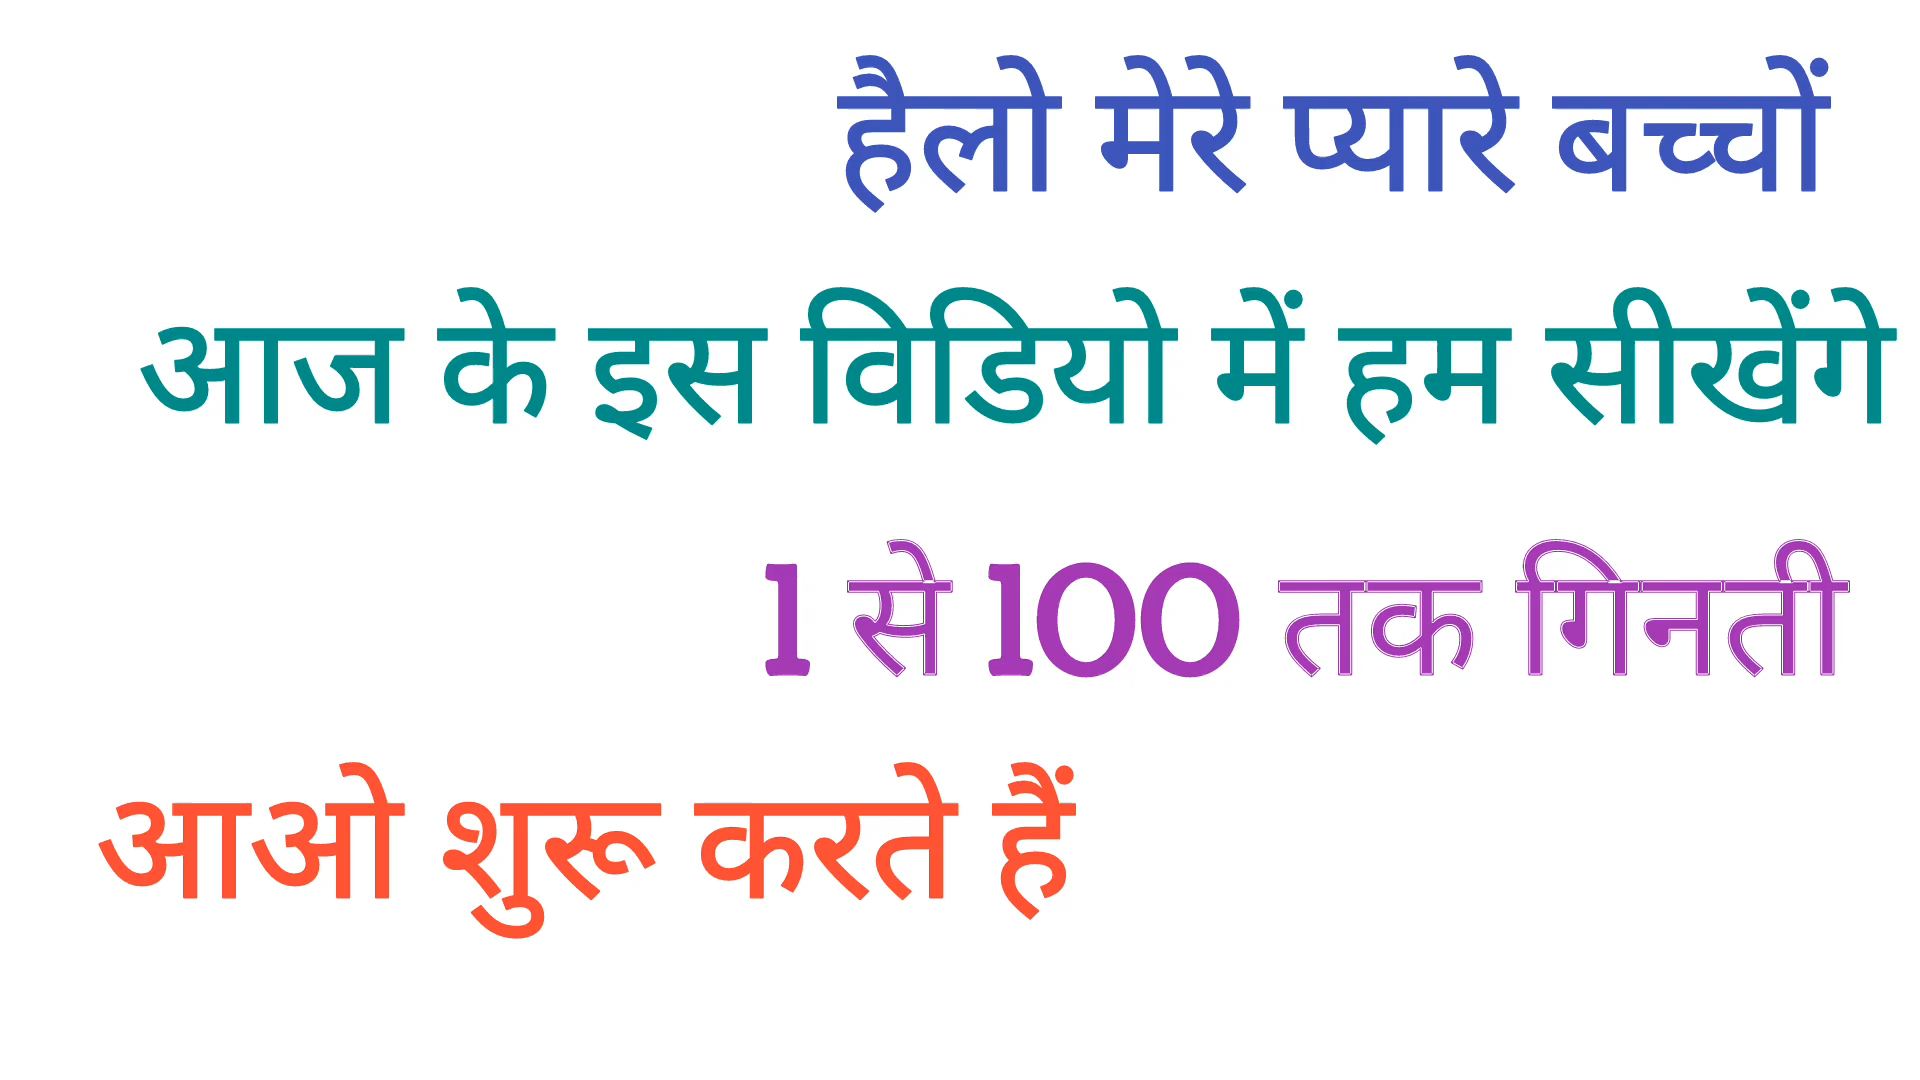 हैलो मेरे प्यारे बच्चों
आज के इस विडियो में हम सीखेंगे
1 से 100 तक गिनती
आओ शुरू करते हैं